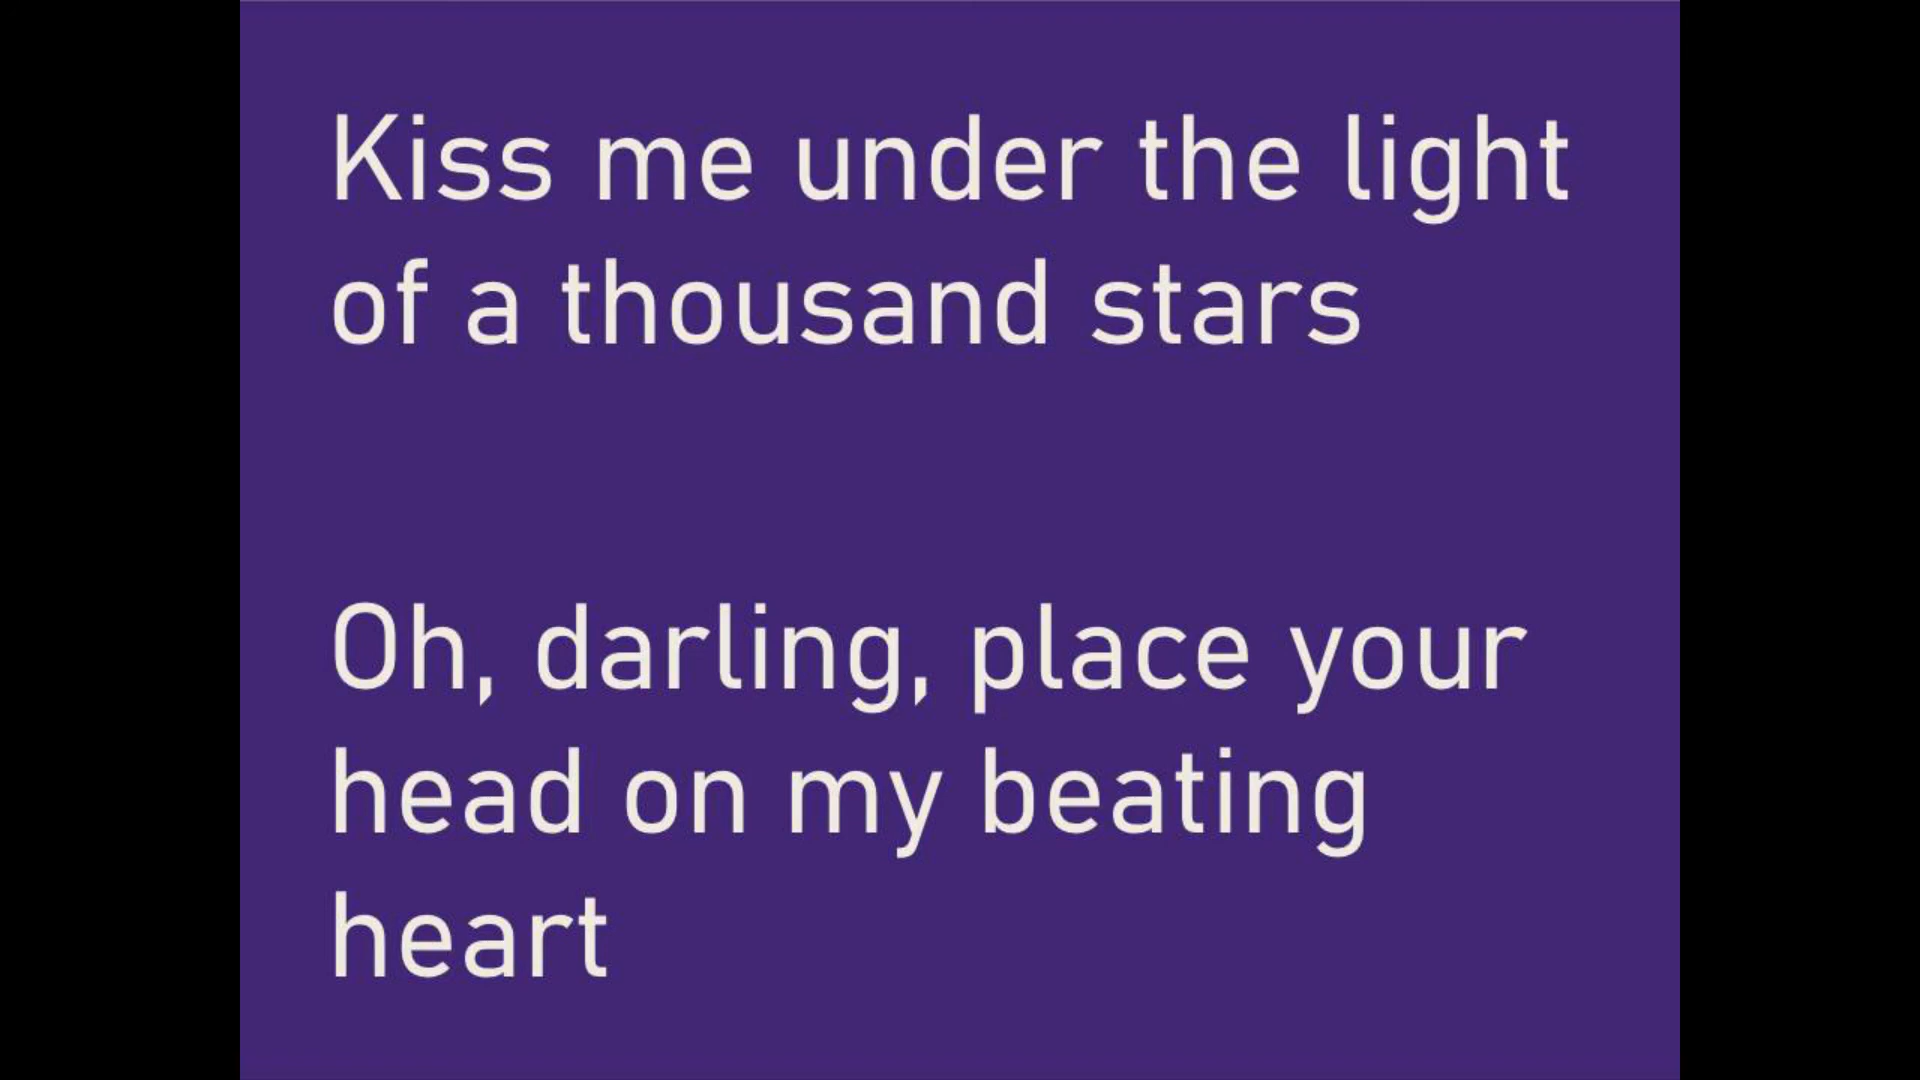 Kiss me under the light
of a thousand stars
Oh, darling, place your
head on my beating
heart